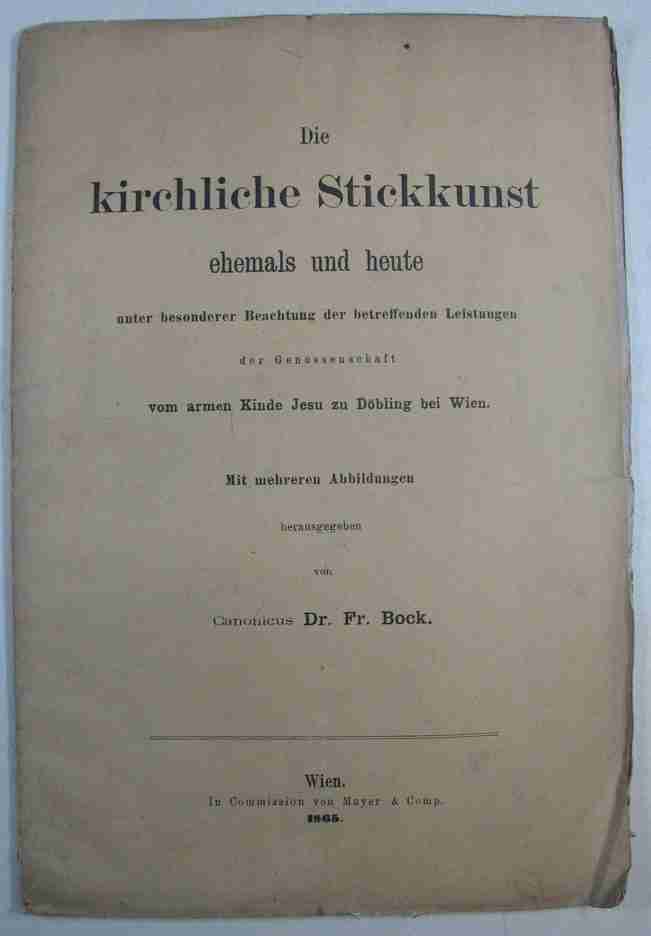 Die
kirchliche Stickkunst
ehemals und heute
unter besonderer Beachtung der betreffenden Leistungen
der Genossenschaft
vom armen Kinde Jesu zu Döbling bei Wien.
Mit mehreren Abbildungen
herausgegeben
von
Canonicus Dr. Fr. Bock.
Wien.
In Commission von Mayer & Comp.
1865.